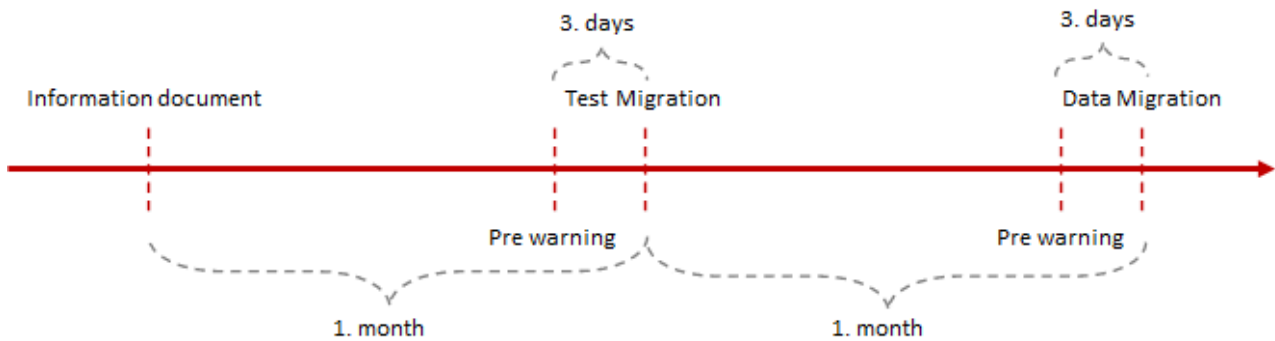 3. days
3. days
Information document
Test Migration
Data Migration
Pre warning
Pre warning
1. month
1. month